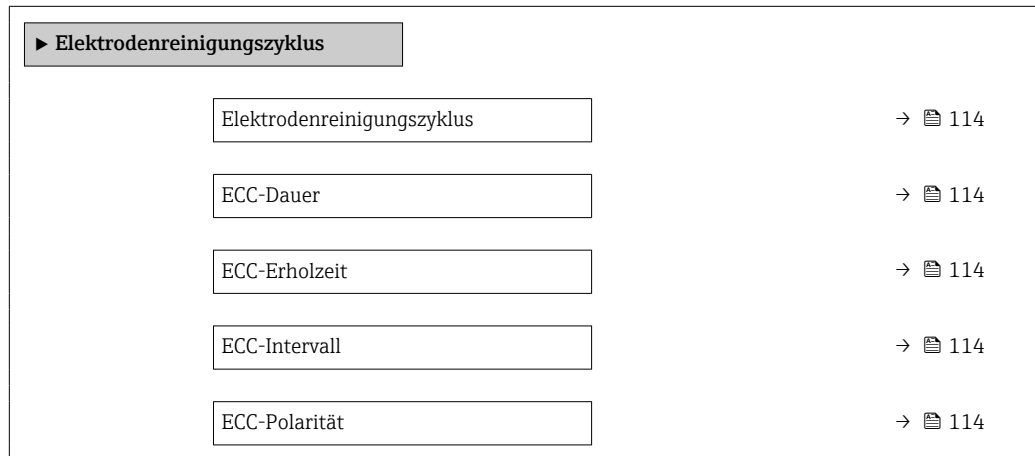 ► Elektrodenreinigungszyklus
Elektrodenreinigungszyklus → 114
ECC-Dauer → 114
ECC-Erholzeit → 114
ECC-Intervall → 114
ECC-Polarität → 114